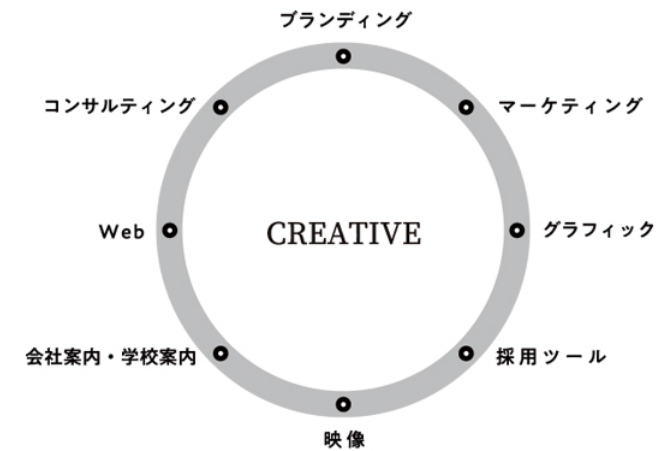 ブランディング
コンサルティング
マーケティング
Web
CREATIVE
グラフィック
会社案内・学校案内
採用ツール
映像